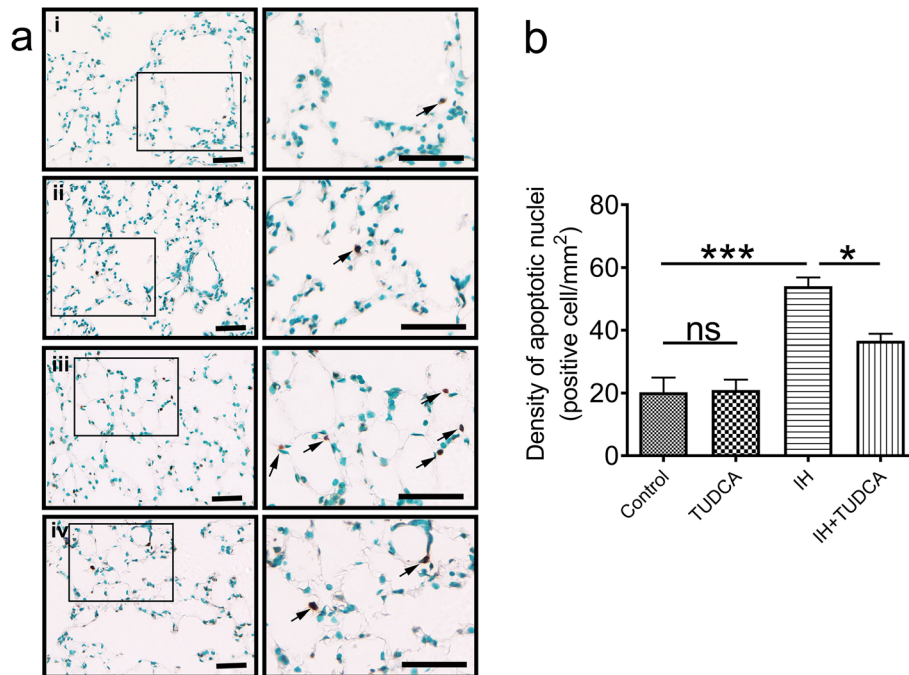 a
i
ii
iii
iv
b
Density of apoptotic nuclei
(positive cell/mm²)
80
60
40
20
0
***
*
ns
Control
TUDCA
IH
IH+TUDCA